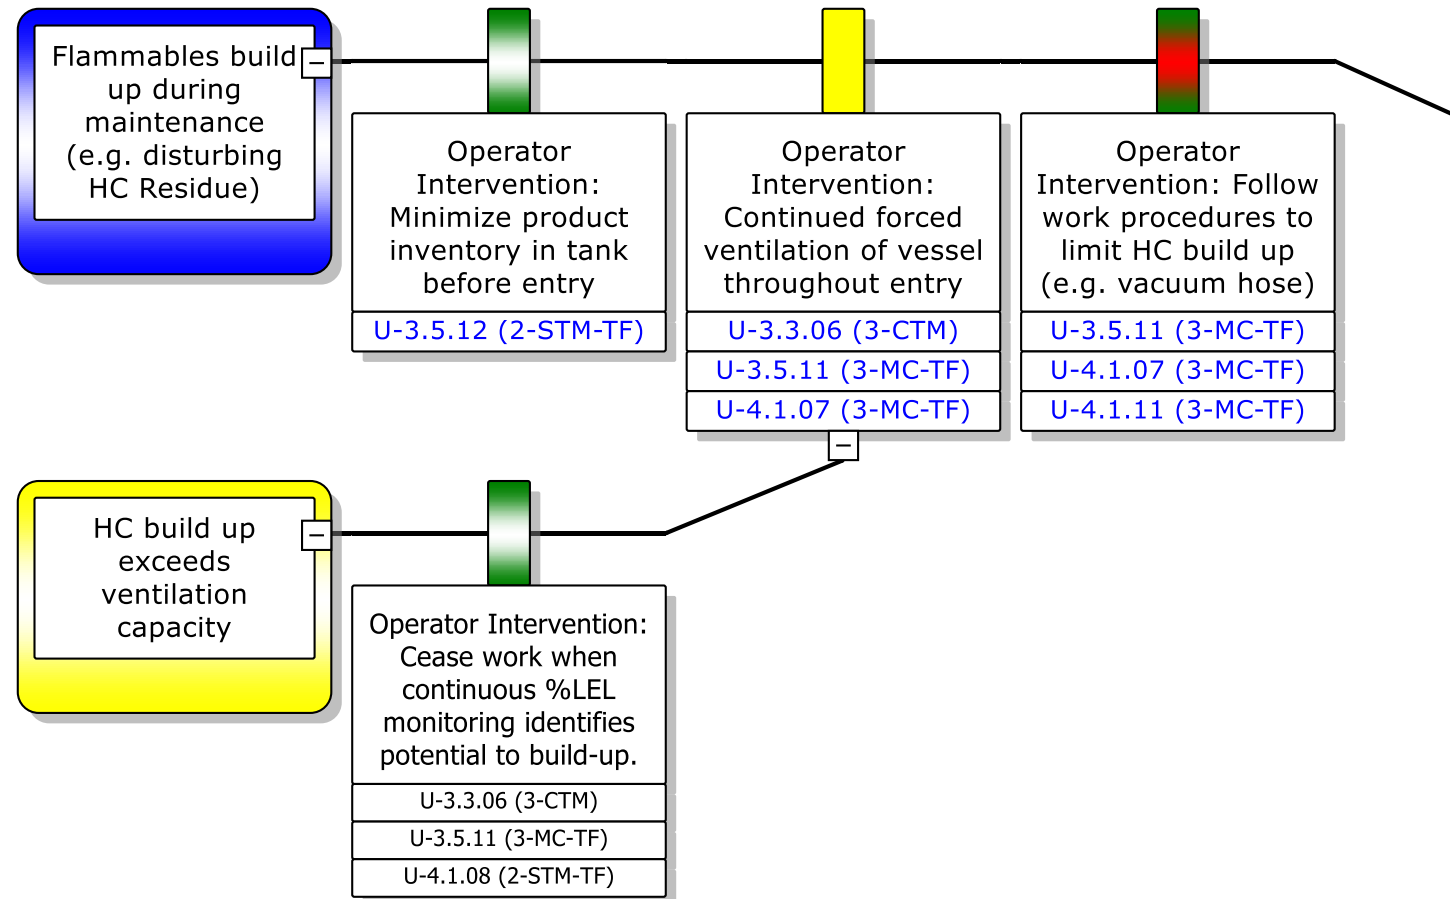 Flammables build
up during
maintenance
(e.g. disturbing
HC Residue)
Operator
Intervention:
Minimize product
inventory in tank
before entry
U-3.5.12 (2-STM-TF)
Operator
Intervention:
Continued forced
ventilation of vessel
throughout entry
U-3.3.06 (3-CTM)
U-3.5.11 (3-MC-TF)
U-4.1.07 (3-MC-TF)
Operator
Intervention: Follow
work procedures to
limit HC build up
(e.g. vacuum hose)
U-3.5.11 (3-MC-TF)
U-4.1.07 (3-MC-TF)
U-4.1.11 (3-MC-TF)
HC build up
exceeds
ventilation
capacity
Operator Intervention:
Cease work when
continuous %LEL
monitoring identifies
potential to build-up.
U-3.3.06 (3-CTM)
U-3.5.11 (3-MC-TF)
U-4.1.08 (2-STM-TF)